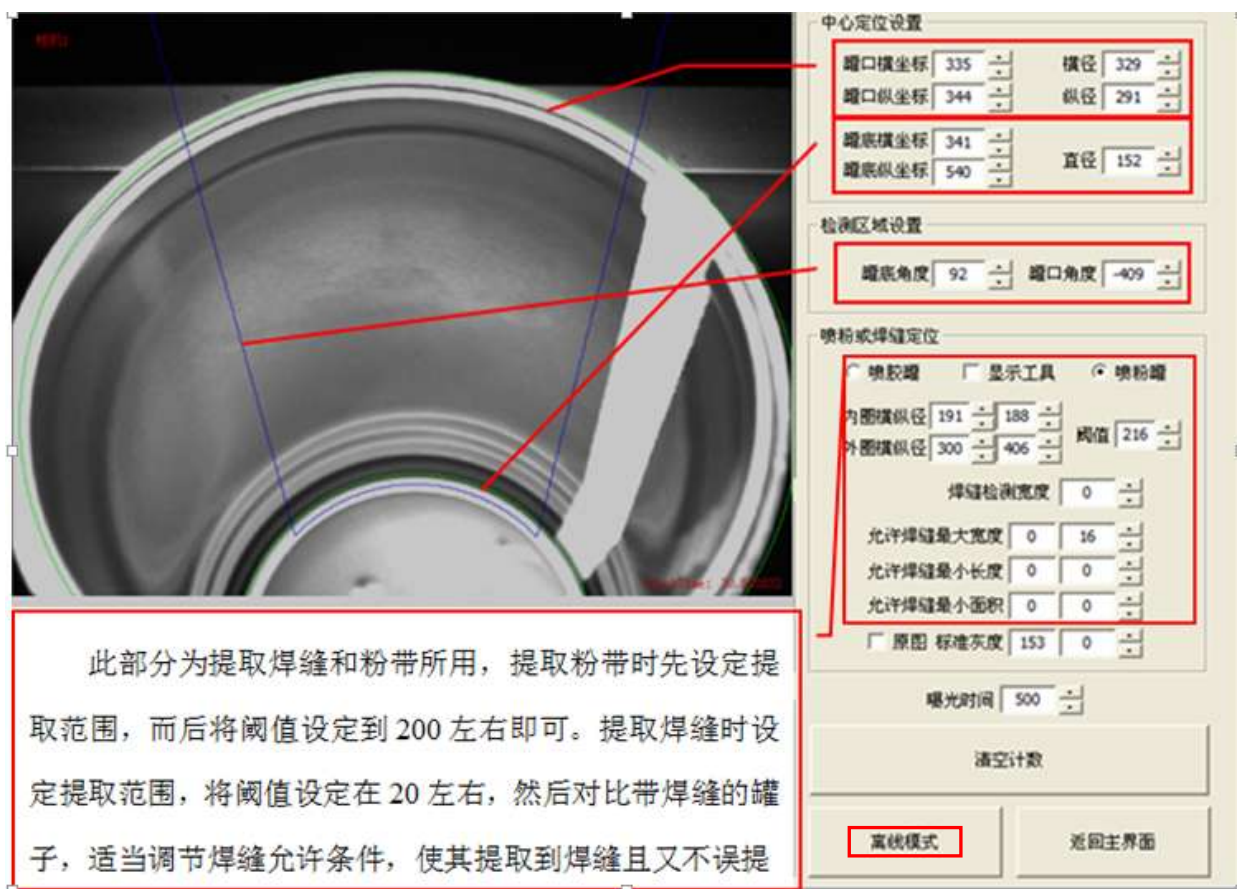 相机1
中心定位设置
罐口横坐标 335 横径 329
罐口纵坐标 344 纵径 291
罐底横坐标 341
直径 152
罐底纵坐标 540
检测区域设置
罐底角度 92 罐口角度 -409
喷粉或焊缝定位
喷胶罐 显示工具 喷粉罐
内圈横纵径 191 188
阈值 216
外圈横纵径 300 406
焊缝检测宽度 0
允许焊缝最大宽度 0 16
允许焊缝最小长度 0 0
允许焊缝最小面积 0 0
原图 标准灰度 153 0
曝光时间 500
清空计数
离线模式 返回主界面
此部分为提取焊缝和粉带所用，提取粉带时先设定提
取范围，而后将阈值设定到 200 左右即可。提取焊缝时设
定提取范围，将阈值设定在 20 左右，然后对比带焊缝的罐
子，适当调节焊缝允许条件，使其提取到焊缝且又不误提